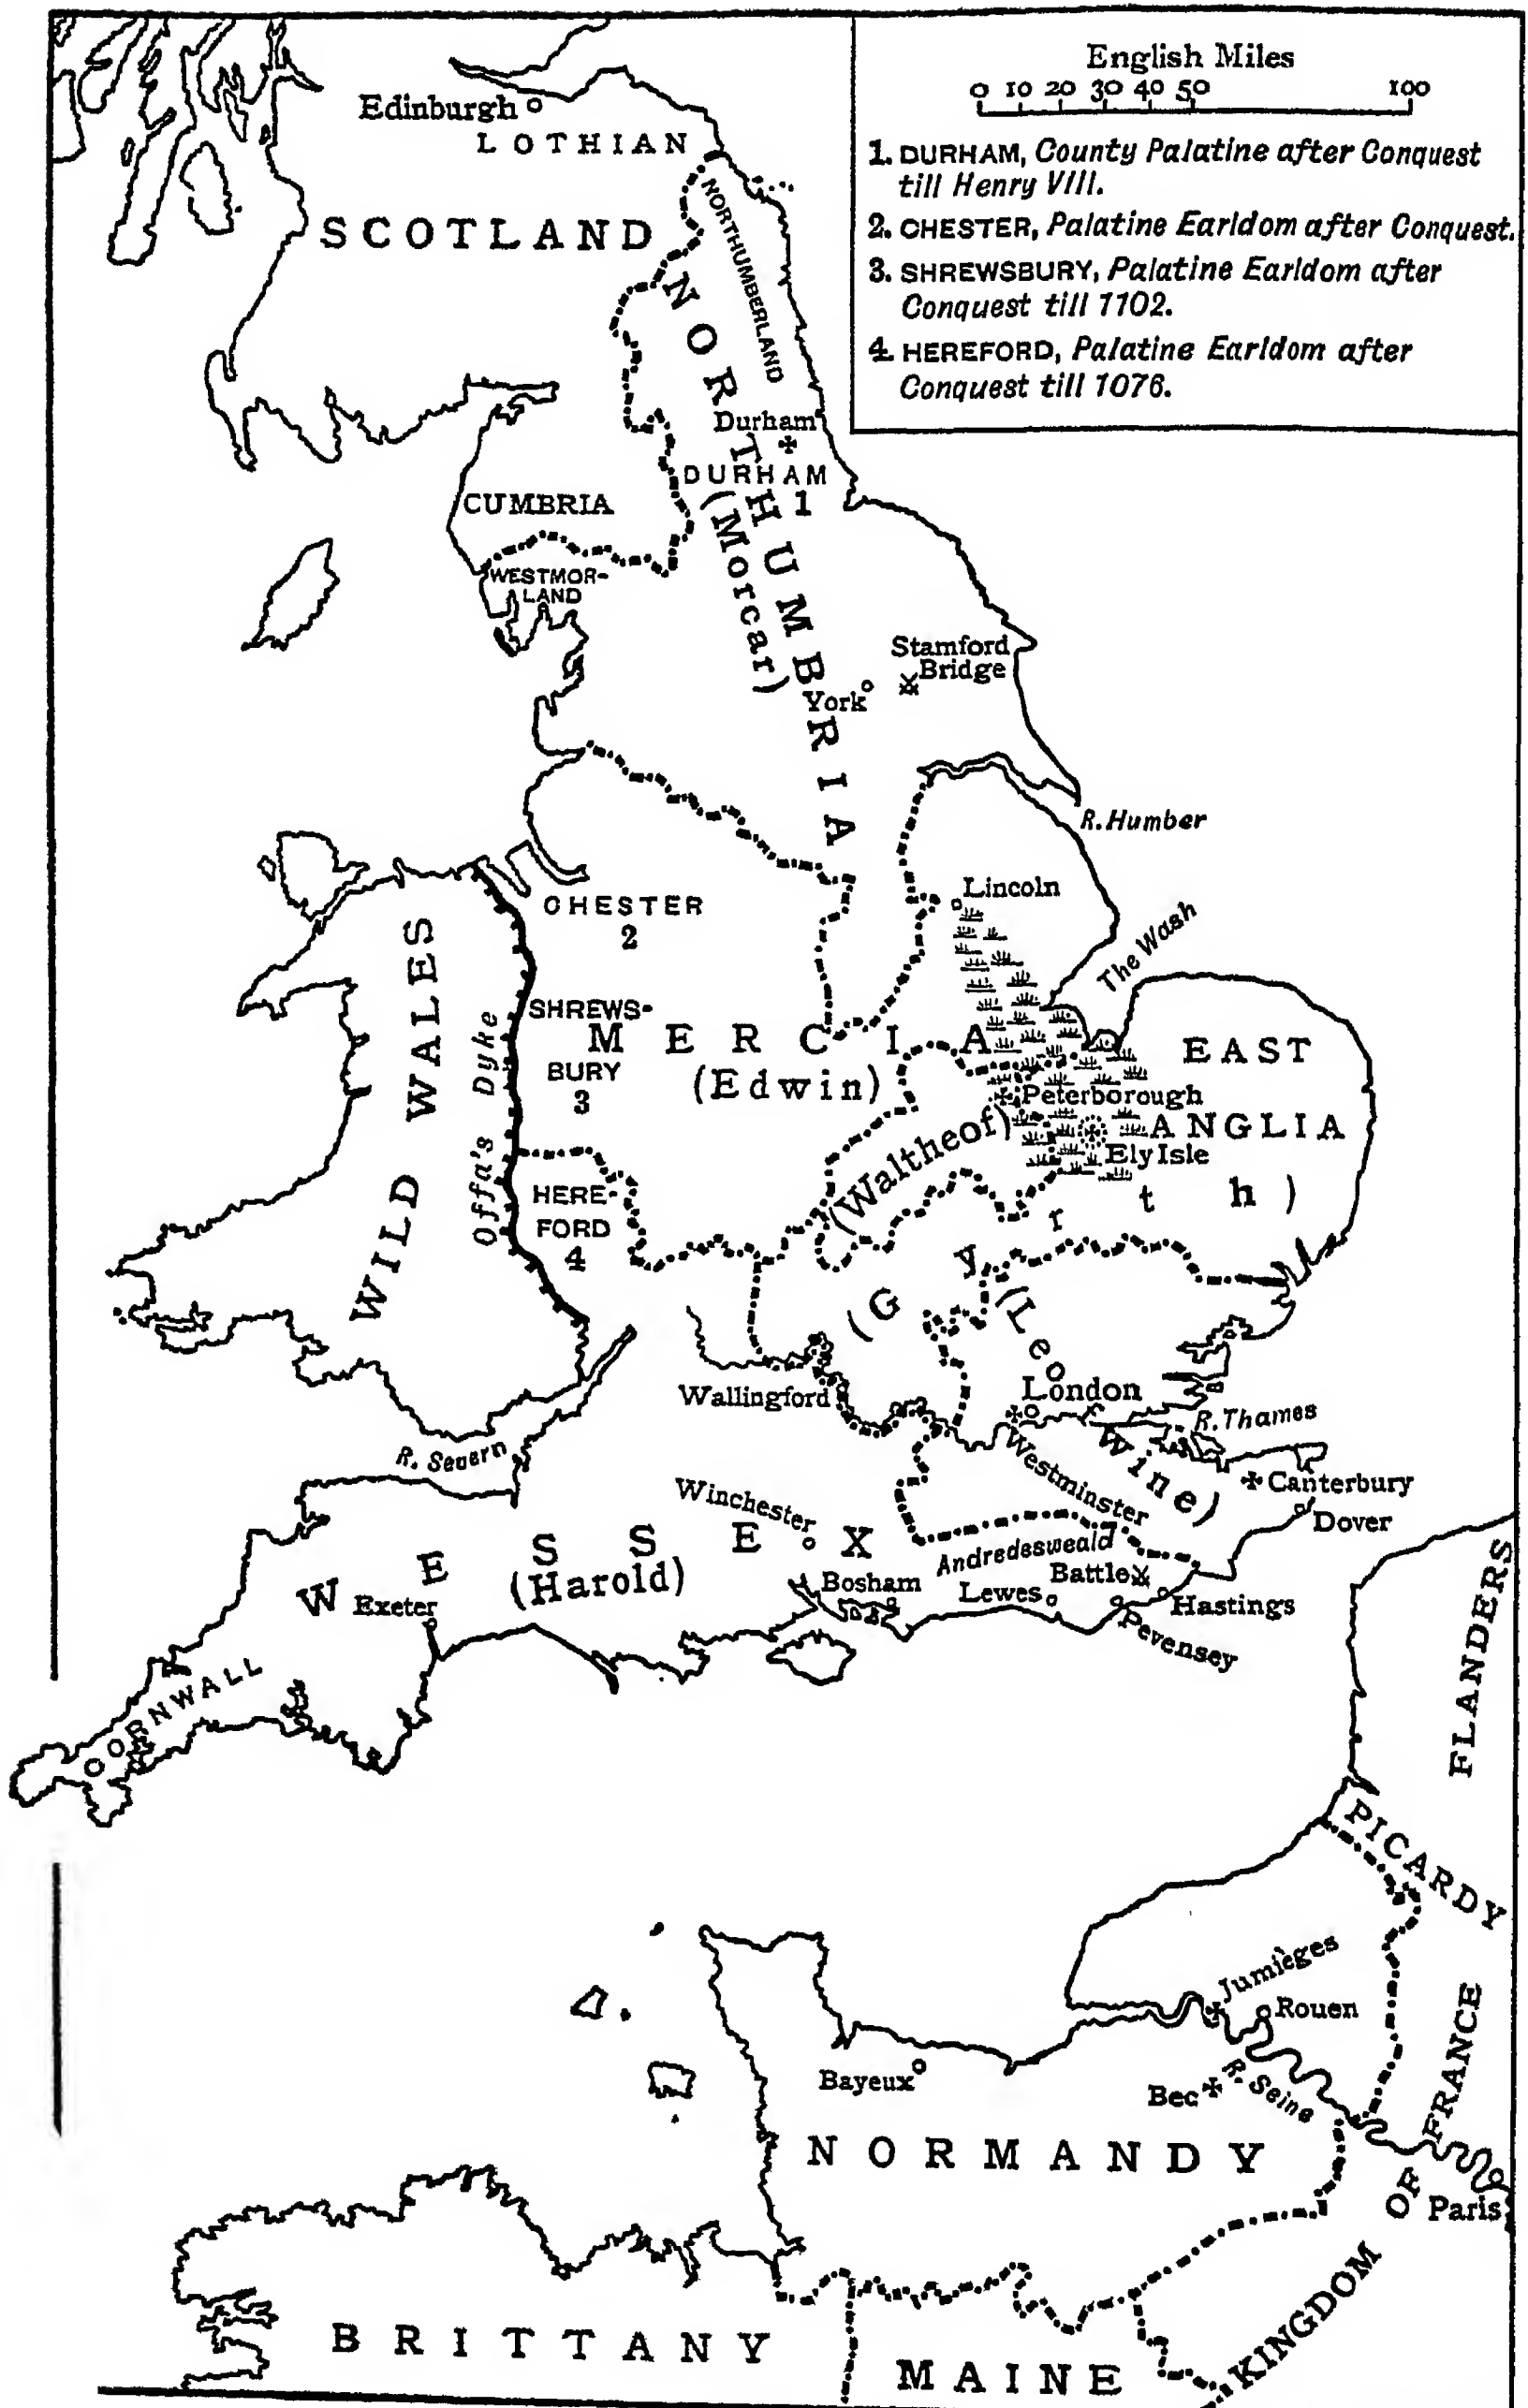 English Miles
0 10 20 30 40 50 100
1. DURHAM, County Palatine after Conquest
till Henry VIII.
2. CHESTER, Palatine Earldom after Conquest.
3. SHREWSBURY, Palatine Earldom after
Conquest till 1102.
4. HEREFORD, Palatine Earldom after
Conquest till 1076.
Edinburgh
LOTHIAN
SCOTLAND
NORTHUMBERLAND
NORTHUMBRIA
(Morcar)
Durham
DURHAM
1
CUMBRIA
WESTMOR-
LAND
Stamford
Bridge
York
R. Humber
Lincoln
The Wash
CHESTER
2
WILD WALES
Offa's Dyke
SHREWS-
BURY
3
MERCIA
(Edwin)
EAST
ANGLIA
Peterborough
Ely Isle
(Waltheof)
(Gyrth)
HERE-
FORD
4
(Leofwine)
Wallingford
London
R. Thames
Westminster
R. Severn
Canterbury
Dover
Winchester
WESSEX
(Harold)
Andredesweald
Battle
Bosham
Lewes
Hastings
Pevensey
Exeter
CORNWALL
FLANDERS
PICARDY
Jumièges
Rouen
Bayeux
Bec
R. Seine
NORMANDY
KINGDOM OF FRANCE
Paris
BRITTANY
MAINE